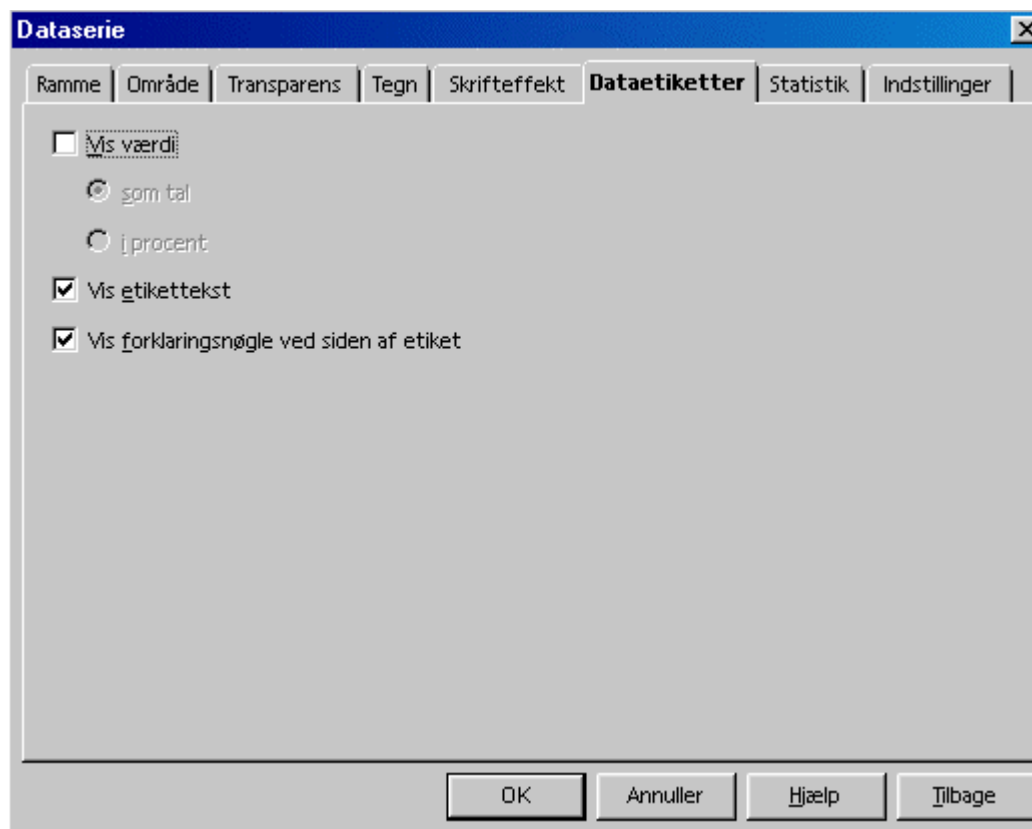 Dataserie
Ramme Område Transparens Tegn Skrifteffekt Dataetiketter Statistik Indstillinger
Vis værdi
som tal
i procent
Vis etikettekst
Vis forklaringsnøgle ved siden af etiket
OK Annuller Hjælp Tilbage